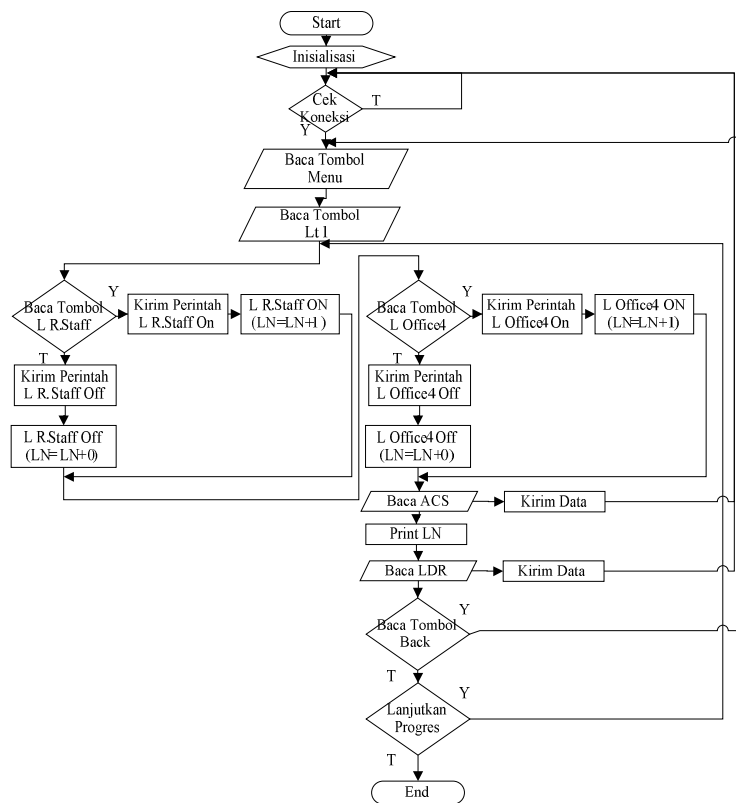 Start
Inisialisasi
Cek
Koneksi
T
Y
Baca Tombol
Menu
Baca Tombol
Lt I
Baca Tombol
L R.Staff
Y
Kirim Perintah
L R.Staff On
L R.Staff ON
(LN=LN+1)
T
Kirim Perintah
L R.Staff Off
L R.Staff Off
(LN=LN+0)
Baca Tombol
L Office4
Y
Kirim Perintah
L Office4 On
L Office4 ON
(LN=LN+1)
T
Kirim Perintah
L Office4 Off
L Office4 Off
(LN=LN+0)
Baca ACS
Kirim Data
Print LN
Baca LDR
Kirim Data
Baca Tombol
Back
Y
T
Lanjutkan
Progres
Y
T
End